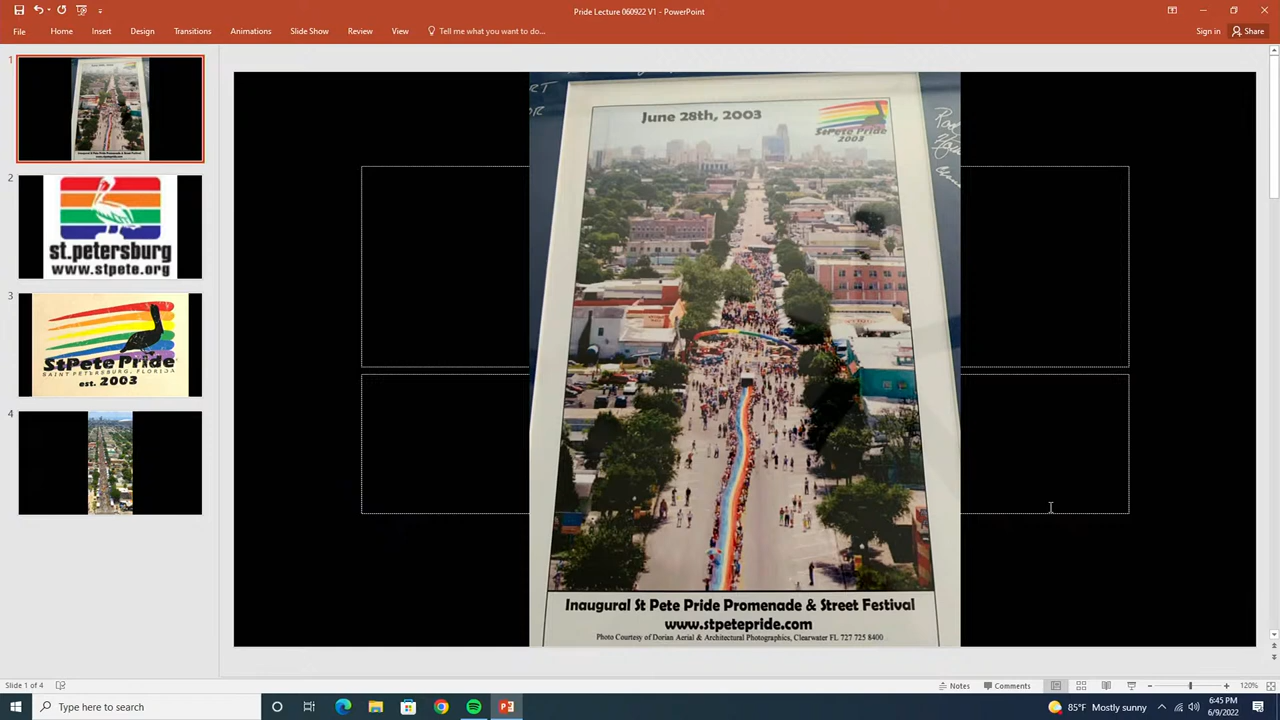 Pride Lecture 060922 V1 - PowerPoint
File Home Insert Design Transitions Animations Slide Show Review View Tell me what you want to do...
Sign in Share
1
2
st.petersburg
www.stpete.org
3
StPete Pride
SAINT PETERSBURG, FLORIDA
est. 2003
4
June 28th, 2003
StPete Pride
2003
Inaugural St Pete Pride Promenade & Street Festival
www.stpetepride.com
Photo Courtesy of Dorian Aerial & Architectural Photographics, Clearwater FL 727 725 8400
Slide 1 of 4
Notes Comments 120%
Type here to search
85°F Mostly sunny
6:45 PM
6/9/2022